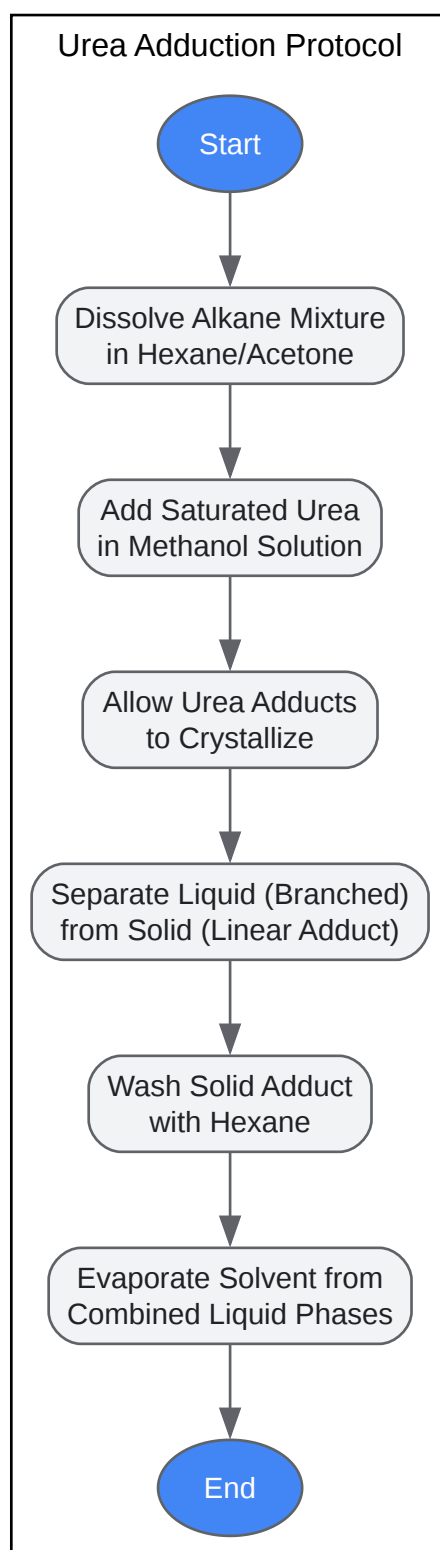 Urea Adduction Protocol
Start
Dissolve Alkane Mixture
in Hexane/Acetone
Add Saturated Urea
in Methanol Solution
Allow Urea Adducts
to Crystallize
Separate Liquid (Branched)
from Solid (Linear Adduct)
Wash Solid Adduct
with Hexane
Evaporate Solvent from
Combined Liquid Phases
End